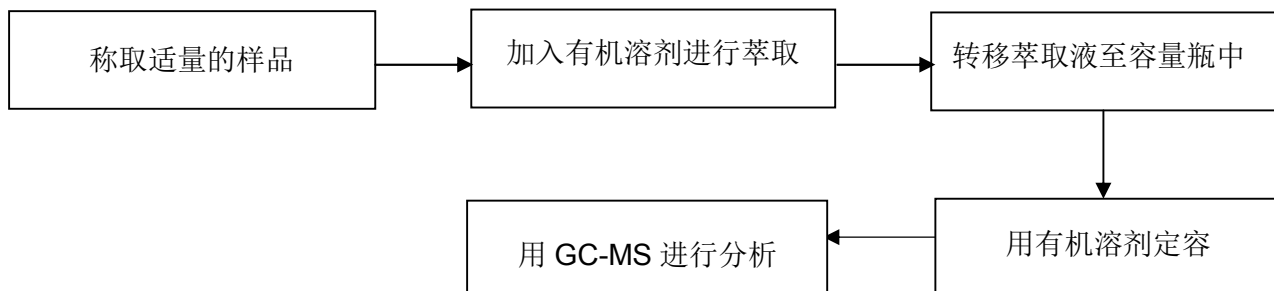 称取适量的样品
加入有机溶剂进行萃取
转移萃取液至容量瓶中
用有机溶剂定容
用 GC-MS 进行分析